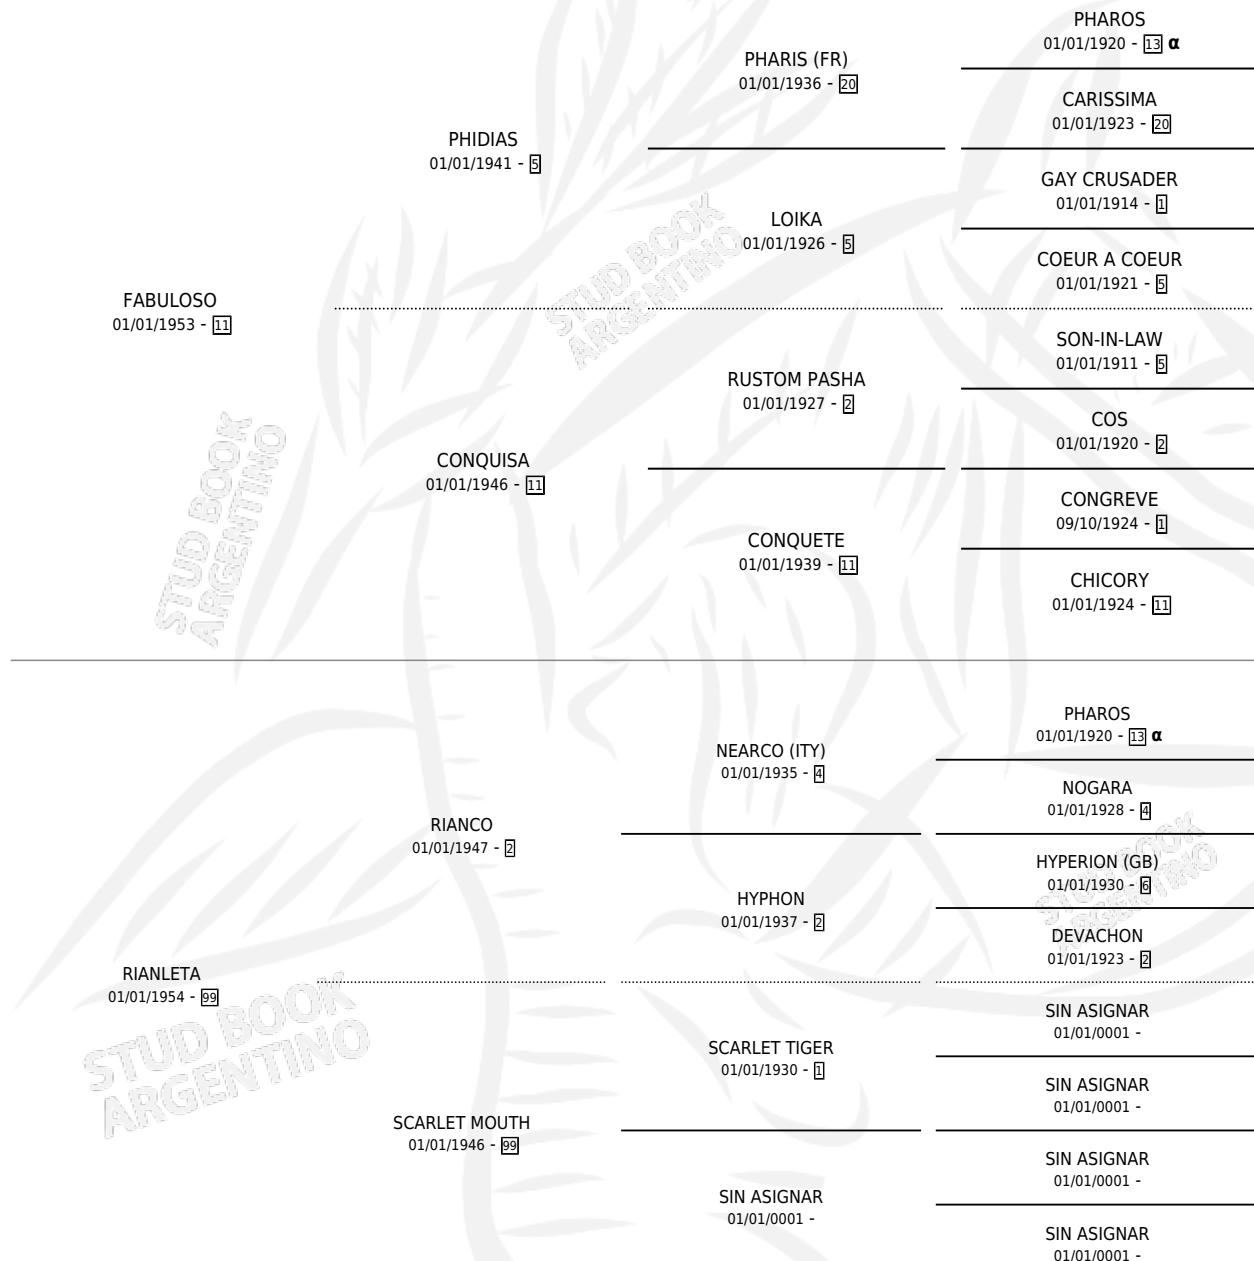 PHAROS
01/01/1920 - 13 α
PHARIS (FR)
01/01/1936 - 20
CARISSIMA
01/01/1923 - 20
PHIDIAS
01/01/1941 - 5
GAY CRUSADER
01/01/1914 - 1
LOIKA
01/01/1926 - 5
COEUR A COEUR
01/01/1921 - 5
FABULOSO
01/01/1953 - 11
SON-IN-LAW
01/01/1911 - 5
RUSTOM PASHA
01/01/1927 - 2
COS
01/01/1920 - 2
CONQUISA
01/01/1946 - 11
CONGREVE
09/10/1924 - 1
CONQUETE
01/01/1939 - 11
CHICORY
01/01/1924 - 11
PHAROS
01/01/1920 - 13 α
NEARCO (ITY)
01/01/1935 - 4
NOGARA
01/01/1928 - 4
RIANCO
01/01/1947 - 2
HYPERION (GB)
01/01/1930 - 6
HYPHON
01/01/1937 - 2
DEVACHON
01/01/1923 - 2
RIANLETA
01/01/1954 - 99
SIN ASIGNAR
01/01/0001 -
SCARLET TIGER
01/01/1930 - 1
SIN ASIGNAR
01/01/0001 -
SCARLET MOUTH
01/01/1946 - 99
SIN ASIGNAR
01/01/0001 -
SIN ASIGNAR
01/01/0001 -
SIN ASIGNAR
01/01/0001 -
STUD BOOK
ARGENTINO
STUD BOOK
ARGENTINO
STUD BOOK
ARGENTINO
STUD BOOK
ARGENTINO